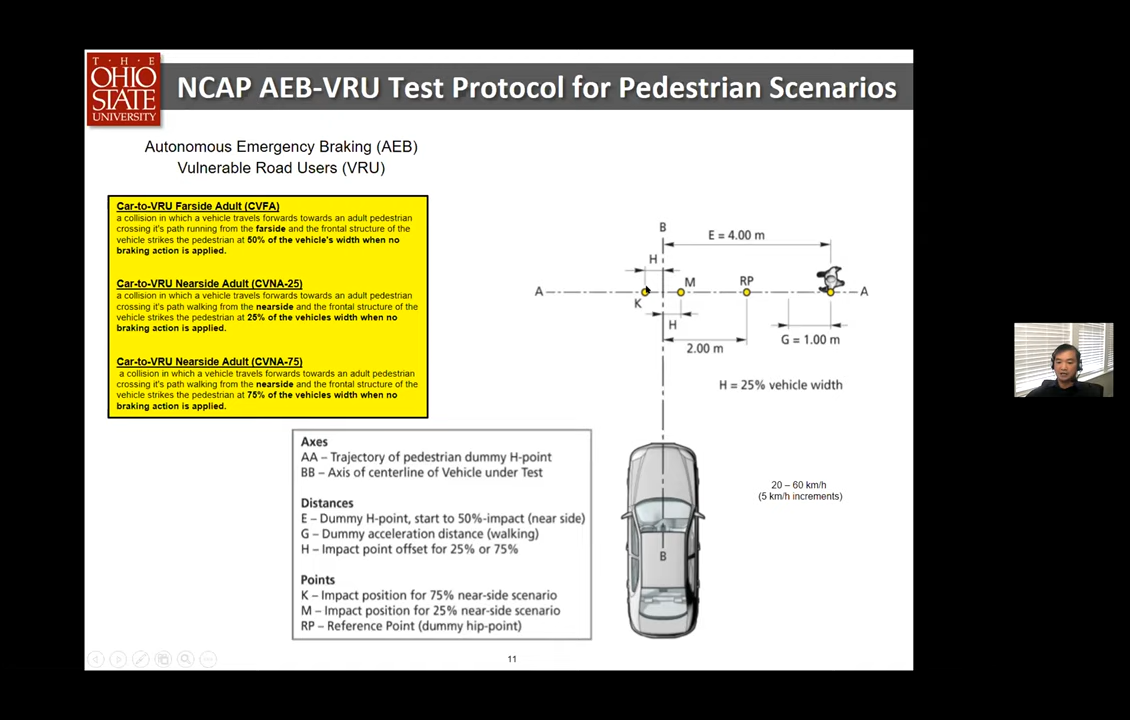 T · H · E
OHIO
STATE
UNIVERSITY
NCAP AEB-VRU Test Protocol for Pedestrian Scenarios
Autonomous Emergency Braking (AEB)
Vulnerable Road Users (VRU)
Car-to-VRU Farside Adult (CVFA)
a collision in which a vehicle travels forwards towards an adult pedestrian
crossing it's path running from the farside and the frontal structure of the
vehicle strikes the pedestrian at 50% of the vehicle's width when no
braking action is applied.
Car-to-VRU Nearside Adult (CVNA-25)
a collision in which a vehicle travels forwards towards an adult pedestrian
crossing it's path walking from the nearside and the frontal structure of the
vehicle strikes the pedestrian at 25% of the vehicles width when no
braking action is applied.
Car-to-VRU Nearside Adult (CVNA-75)
a collision in which a vehicle travels forwards towards an adult pedestrian
crossing it's path walking from the nearside and the frontal structure of the
vehicle strikes the pedestrian at 75% of the vehicles width when no
braking action is applied.
B
E = 4.00 m
H
M
RP
A
A
K
H
2.00 m
G = 1.00 m
H = 25% vehicle width
Axes
AA – Trajectory of pedestrian dummy H-point
BB – Axis of centerline of Vehicle under Test
Distances
E – Dummy H-point, start to 50%-impact (near side)
G – Dummy acceleration distance (walking)
H – Impact point offset for 25% or 75%
Points
K – Impact position for 75% near-side scenario
M – Impact position for 25% near-side scenario
RP – Reference Point (dummy hip-point)
20 – 60 km/h
(5 km/h increments)
B
11